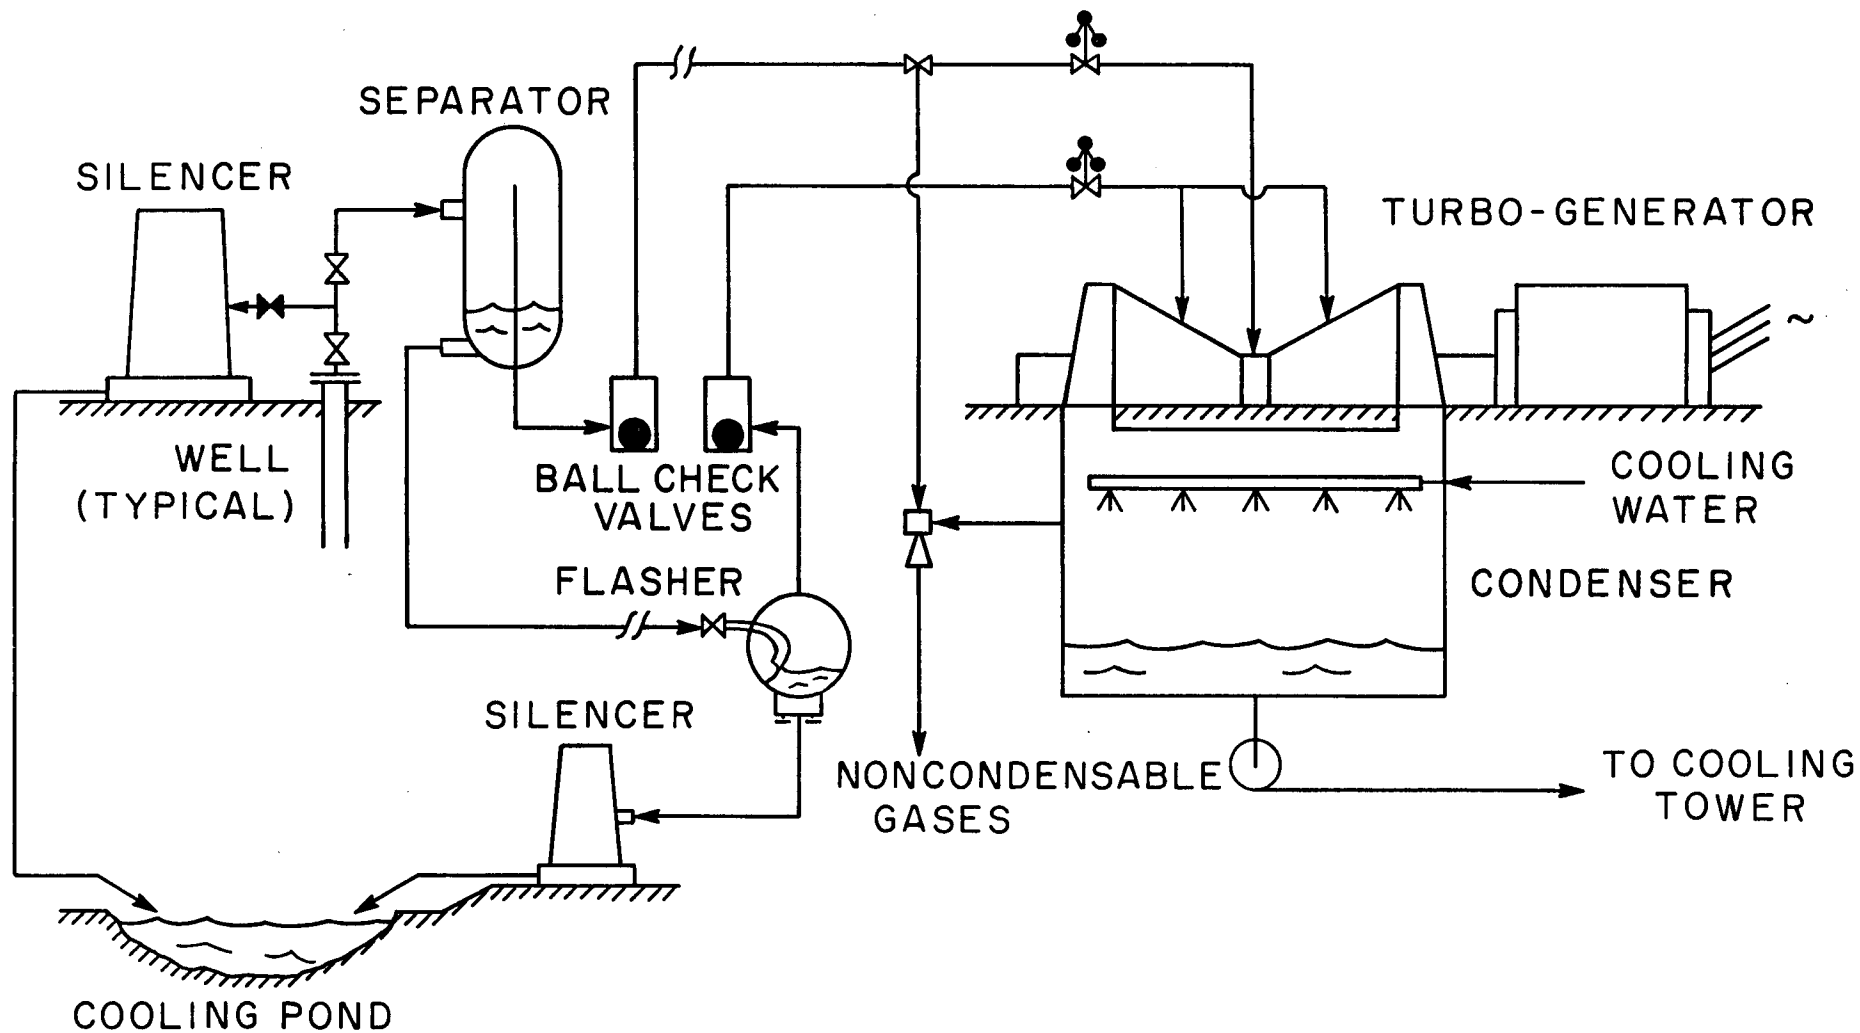 SEPARATOR
SILENCER
TURBO-GENERATOR
~
WELL
(TYPICAL)
BALL CHECK
VALVES
COOLING
WATER
FLASHER
CONDENSER
SILENCER
NONCONDENSABLE
GASES
TO COOLING
TOWER
COOLING POND